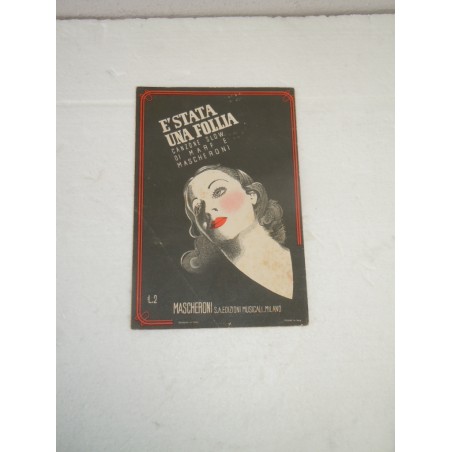 E' STATA
UNA FOLLIA
CANZONE SLOW
DI MARF E
MASCHERONI
L.2
MASCHERONI S.A. EDIZIONI MUSICALI . MILANO